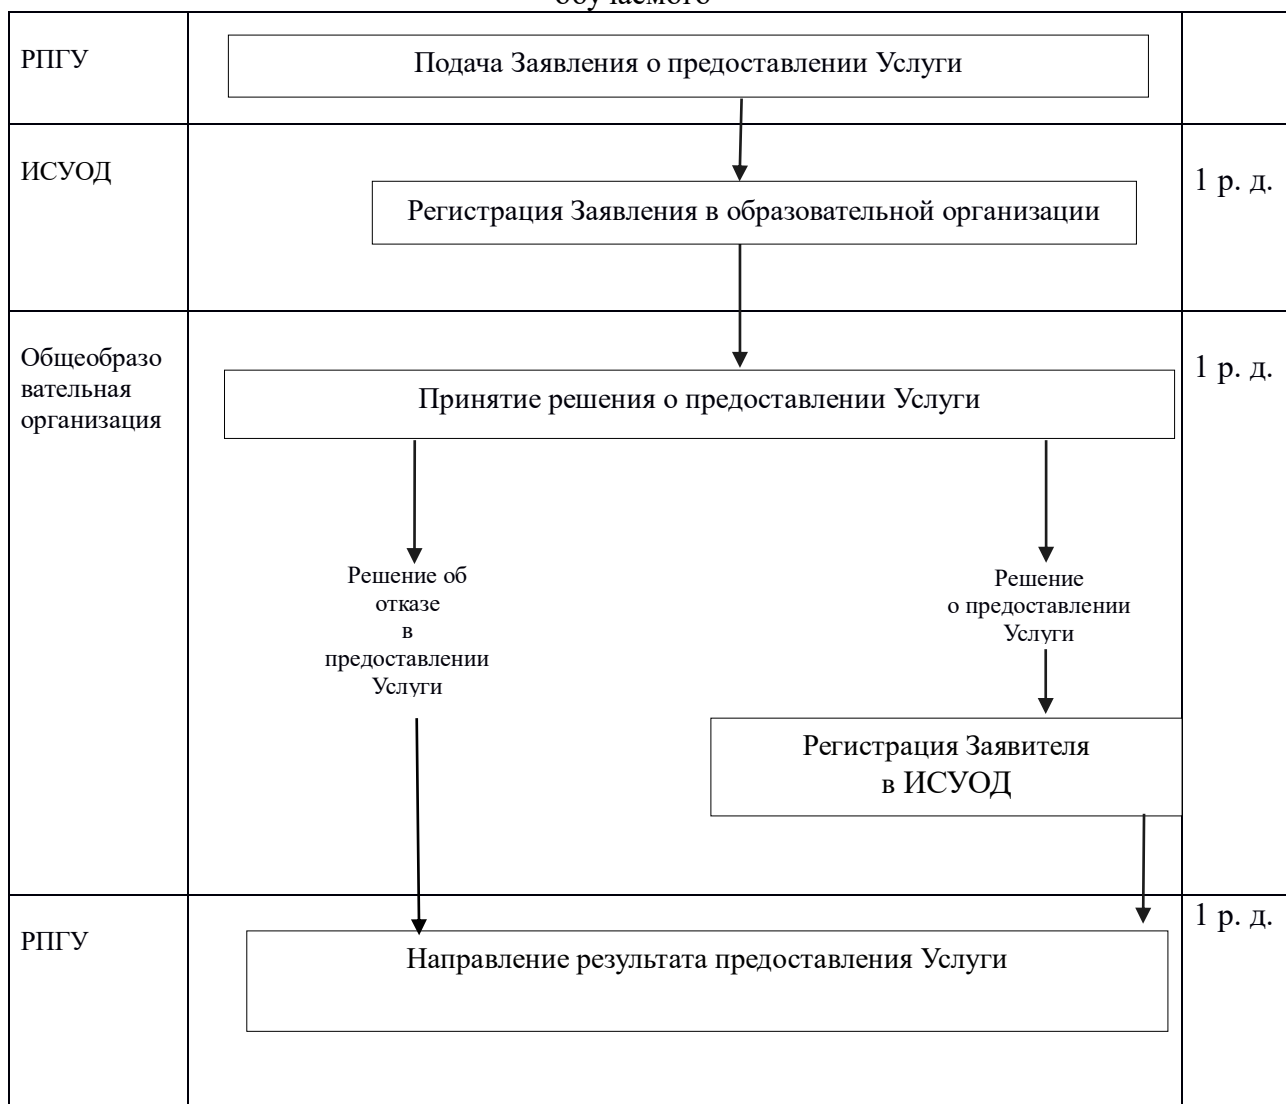 обучаемого
РПГУ
Подача Заявления о предоставлении Услуги
ИСУОД
1 р. д.
Регистрация Заявления в образовательной организации
Общеобразо
вательная
организация
1 р. д.
Принятие решения о предоставлении Услуги
Решение об
отказе
в
предоставлении
Услуги
Решение
о предоставлении
Услуги
Регистрация Заявителя
в ИСУОД
РПГУ
1 р. д.
Направление результата предоставления Услуги